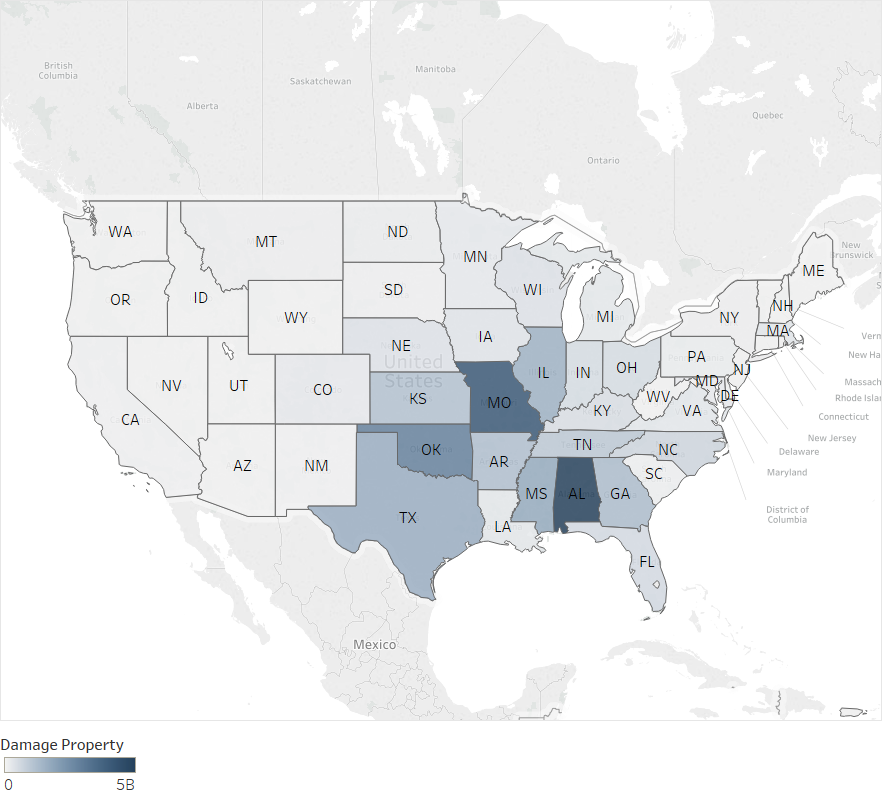 British
Columbia
Alberta
Saskatchewan
Manitoba
Ontario
Quebec
New
Brunswick
WA
MT
ND
MN
OR
ID
WY
SD
WI
MI
NY
NH
ME
MA
NV
UT
CO
NE
IA
IL
IN
OH
PA
NJ
MD
DE
CA
AZ
NM
KS
MO
KY
WV
VA
OK
AR
TN
NC
SC
TX
LA
MS
AL
GA
FL
United
States
Verm
New Ha
Massach
Rhode Islan
Connecticut
New Jersey
Delaware
Maryland
District of
Columbia
Mexico
Damage Property
0
5B